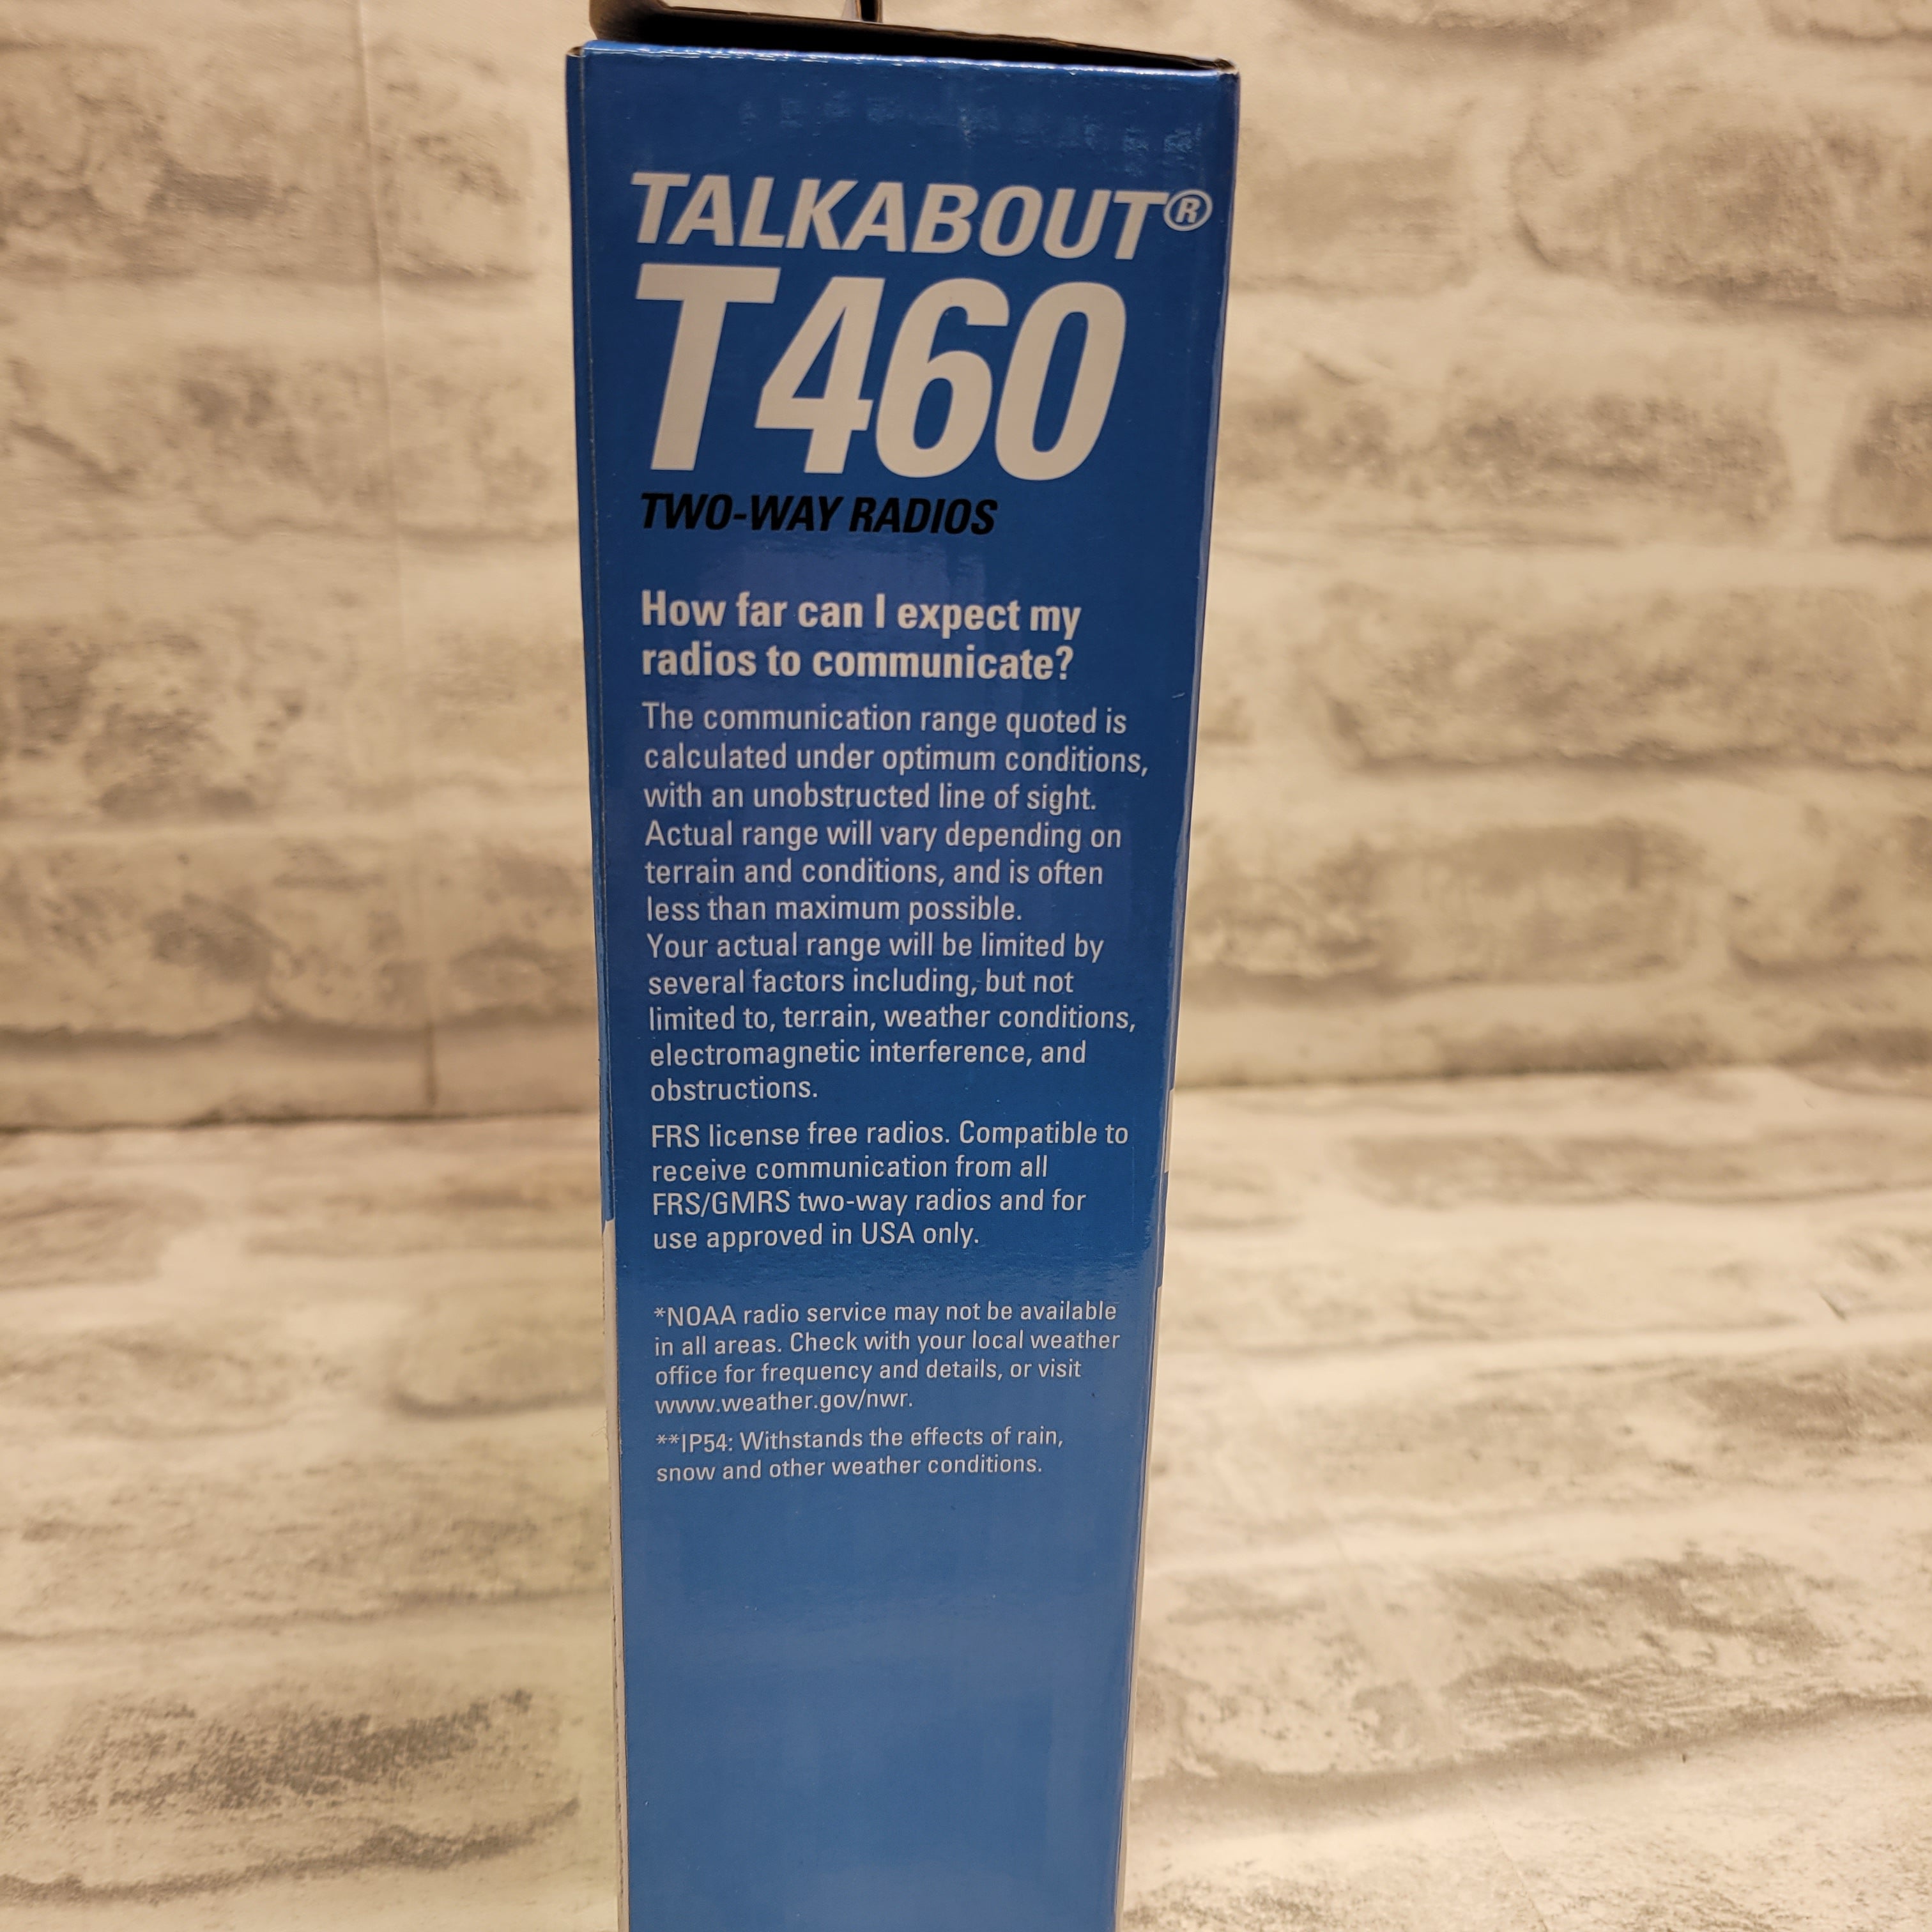 TALKABOUT®
T460
TWO-WAY RADIOS
How far can I expect my
radios to communicate?
The communication range quoted is
calculated under optimum conditions,
with an unobstructed line of sight.
Actual range will vary depending on
terrain and conditions, and is often
less than maximum possible.
Your actual range will be limited by
several factors including, but not
limited to, terrain, weather conditions,
electromagnetic interference, and
obstructions.
FRS license free radios. Compatible to
receive communication from all
FRS/GMRS two-way radios and for
use approved in USA only.
*NOAA radio service may not be available
in all areas. Check with your local weather
office for frequency and details, or visit
www.weather.gov/nwr.
**IP54: Withstands the effects of rain,
snow and other weather conditions.